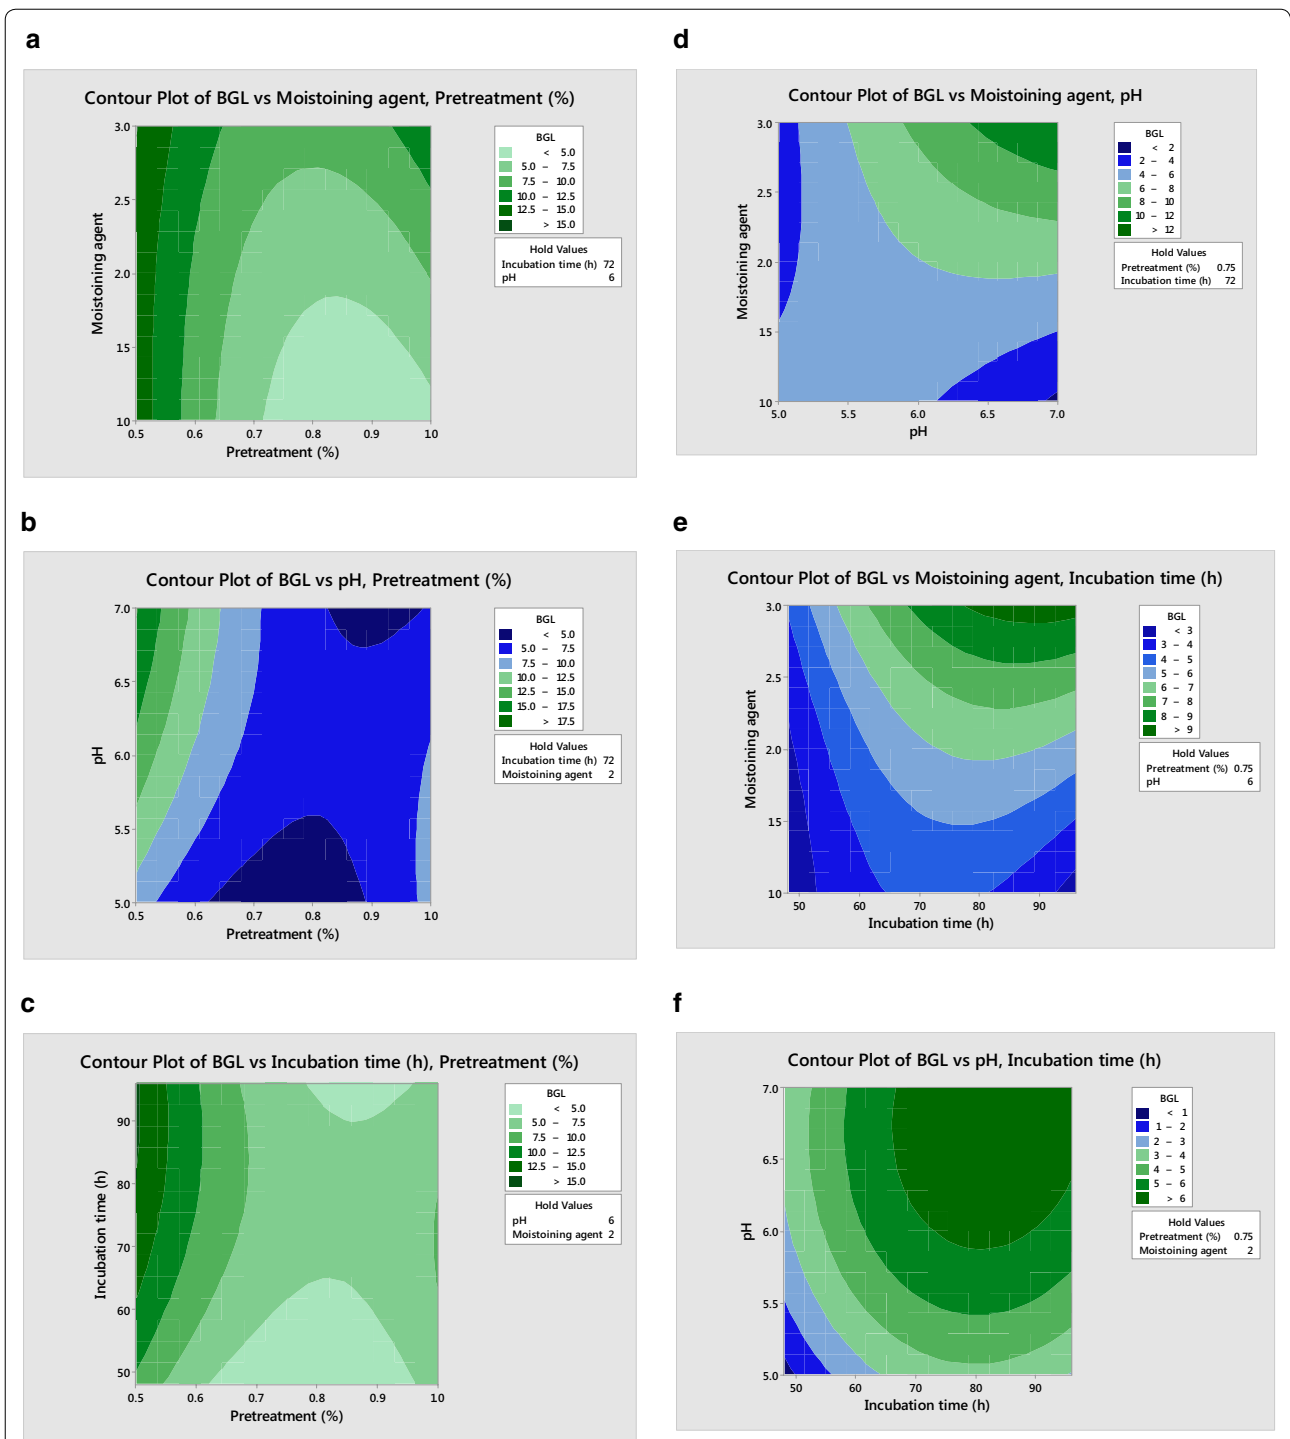 a
Contour Plot of BGL vs Moistoining agent, Pretreatment (%)
3.0
2.5
2.0
1.5
10
Moistoining agent
0.5 0.6 0.7 0.8 0.9 10
Pretreatment (%)
BGL
< 5.0
5.0 – 7.5
7.5 – 10.0
10.0 – 12.5
12.5 – 15.0
> 15.0
Hold Values
Incubation time (h) 72
pH 6
b
Contour Plot of BGL vs pH, Pretreatment (%)
7.0
6.5
6.0
5.5
5.0
pH
0.5 0.6 0.7 0.8 0.9 1.0
Pretreatment (%)
BGL
< 5.0
5.0 – 7.5
7.5 – 10.0
10.0 – 12.5
12.5 – 15.0
15.0 – 17.5
> 17.5
Hold Values
Incubation time (h) 72
Moistoining agent 2
c
Contour Plot of BGL vs Incubation time (h), Pretreatment (%)
90
80
70
60
50
Incubation time (h)
0.5 0.6 0.7 0.8 0.9 10
Pretreatment (%)
BGL
< 5.0
5.0 – 7.5
7.5 – 10.0
10.0 – 12.5
12.5 – 15.0
> 15.0
Hold Values
pH 6
Moistoining agent 2
d
Contour Plot of BGL vs Moistoining agent, pH
3.0
2.5
2.0
1.5
10
Moistoining agent
5.0 5.5 6.0 6.5 7.0
pH
BGL
< 2
2 – 4
4 – 6
6 – 8
8 – 10
10 – 12
> 12
Hold Values
Pretreatment (%) 0.75
Incubation time (h) 72
e
Contour Plot of BGL vs Moistoining agent, Incubation time (h)
3.0
2.5
2.0
15
10
Moistoining agent
50 60 70 80 90
Incubation time (h)
BGL
< 3
3 – 4
4 – 5
5 – 6
6 – 7
7 – 8
8 – 9
> 9
Hold Values
Pretreatment (%) 0.75
pH 6
f
Contour Plot of BGL vs pH, Incubation time (h)
7.0
6.5
6.0
5.5
5.0
pH
50 60 70 80 90
Incubation time (h)
BGL
< 1
1 – 2
2 – 3
3 – 4
4 – 5
5 – 6
> 6
Hold Values
Pretreatment (%) 0.75
Moistoining agent 2